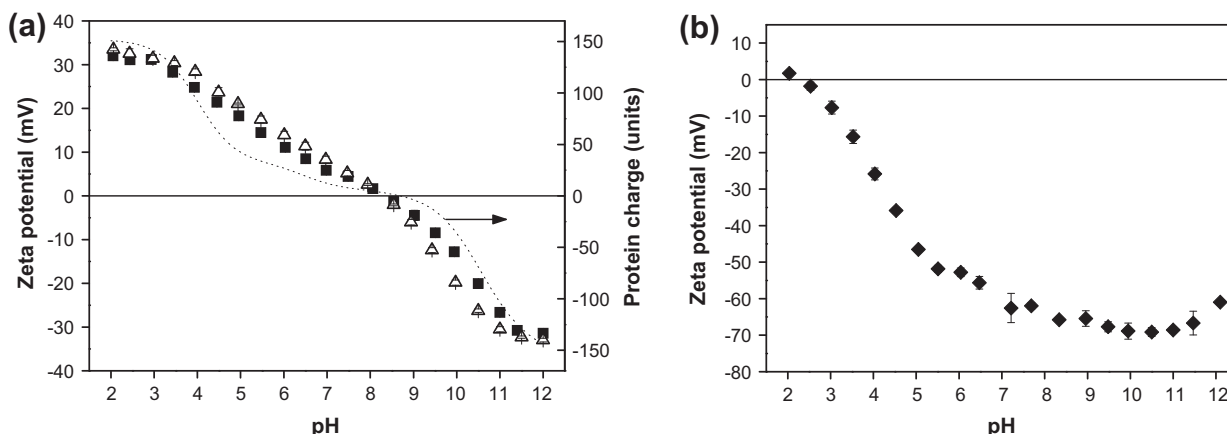 (a)
40
30
20
10
0
-10
-20
-30
-40
Zeta potential (mV)
150
100
50
0
-50
-100
-150
Protein charge (units)
2 3 4 5 6 7 8 9 10 11 12
pH
(b)
10
0
-10
-20
-30
-40
-50
-60
-70
-80
Zeta potential (mV)
2 3 4 5 6 7 8 9 10 11 12
pH